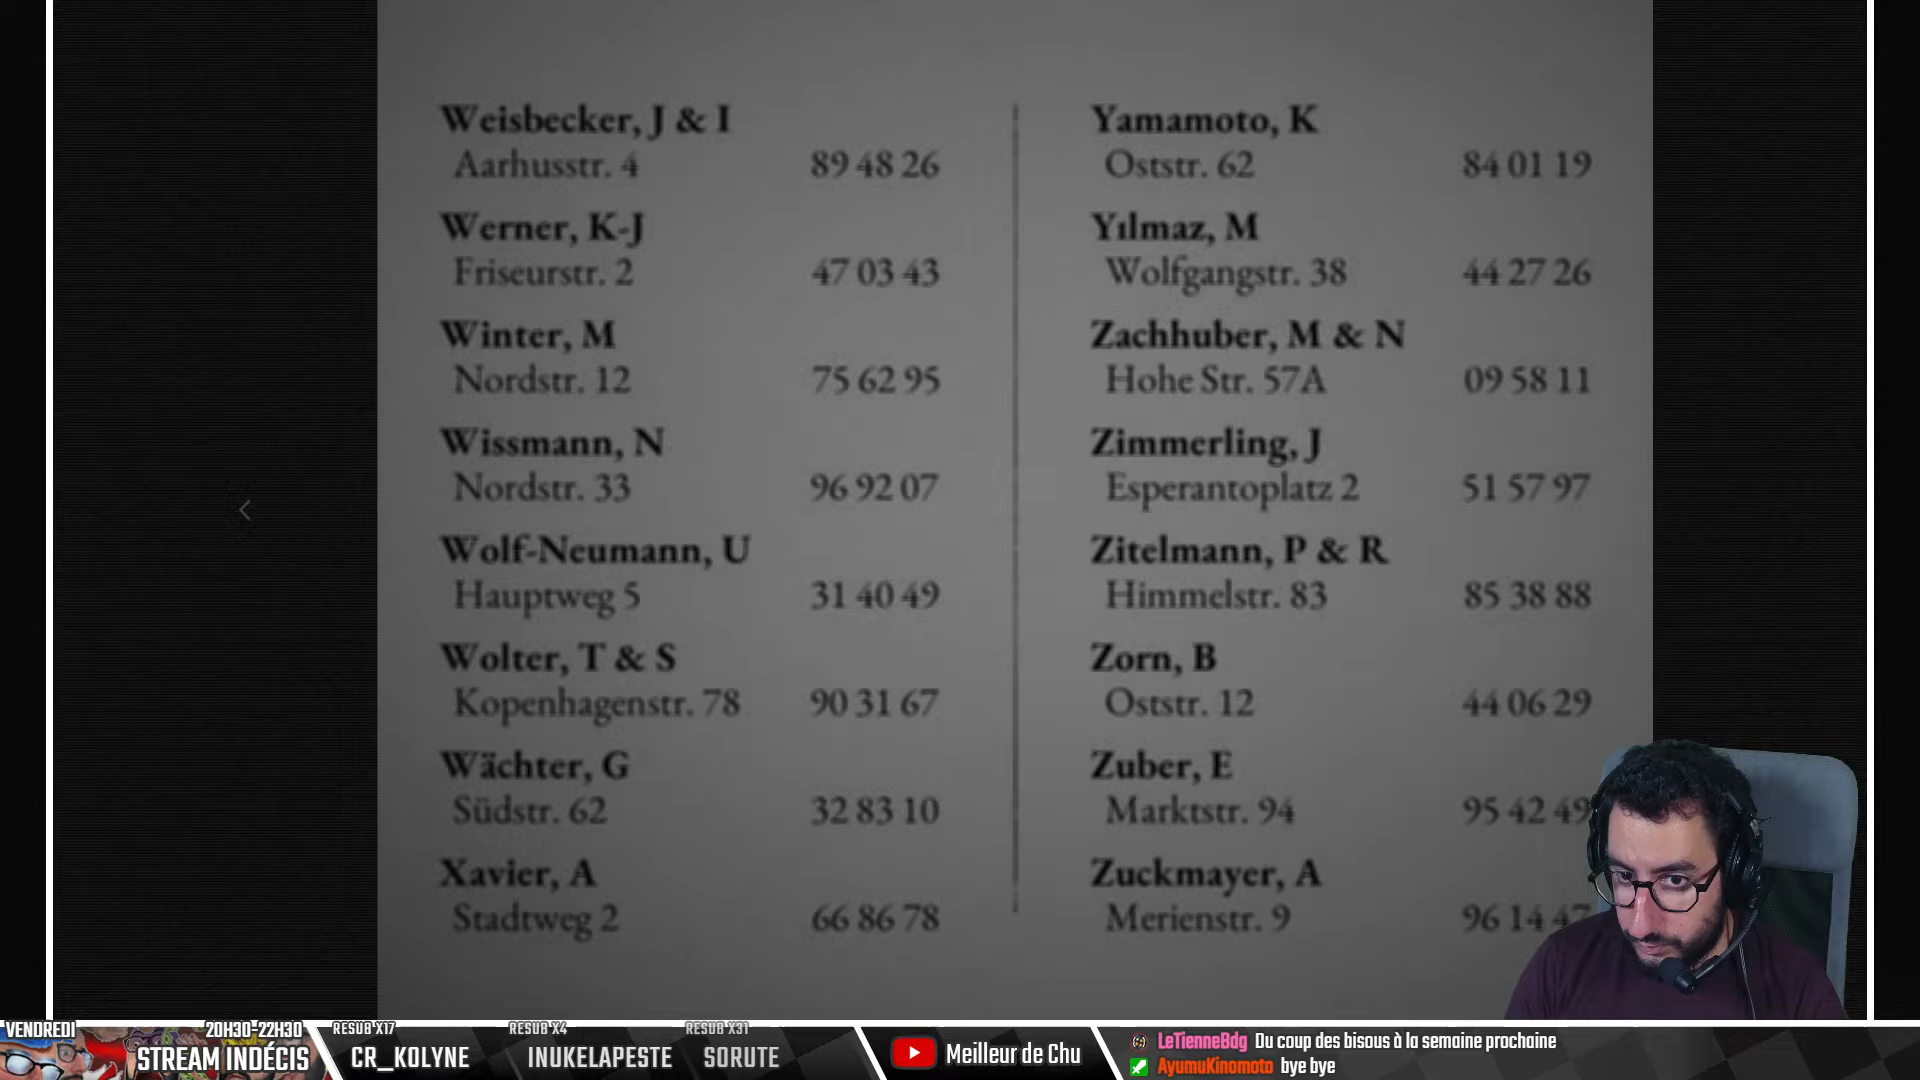 Weisbecker, J & I
Aarhusstr. 4 89 48 26
Werner, K-J
Friseurstr. 2 47 03 43
Winter, M
Nordstr. 12 75 62 95
Wissmann, N
Nordstr. 33 96 92 07
Wolf-Neumann, U
Hauptweg 5 31 40 49
Wolter, T & S
Kopenhagenstr. 78 90 31 67
Wächter, G
Südstr. 62 32 83 10
Xavier, A
Stadtweg 2 66 86 78
Yamamoto, K
Oststr. 62 84 01 19
Yılmaz, M
Wolfgangstr. 38 44 27 26
Zachhuber, M & N
Hohe Str. 57A 09 58 11
Zimmerling, J
Esperantoplatz 2 51 57 97
Zitelmann, P & R
Himmelstr. 83 85 38 88
Zorn, B
Oststr. 12 44 06 29
Zuber, E
Marktstr. 94 95 42 49
Zuckmayer, A
Merienstr. 9 96 14 47
VENDREDI 20H30-22H30
STREAM INDÉCIS
RESUB X17
CR_KOLYNE
RESUB X4
INUKELAPESTE
RESUB X31
SORUTE
Meilleur de Chu
LeTienneBdg Du coup des bisous à la semaine prochaine
AyumuKinomoto bye bye